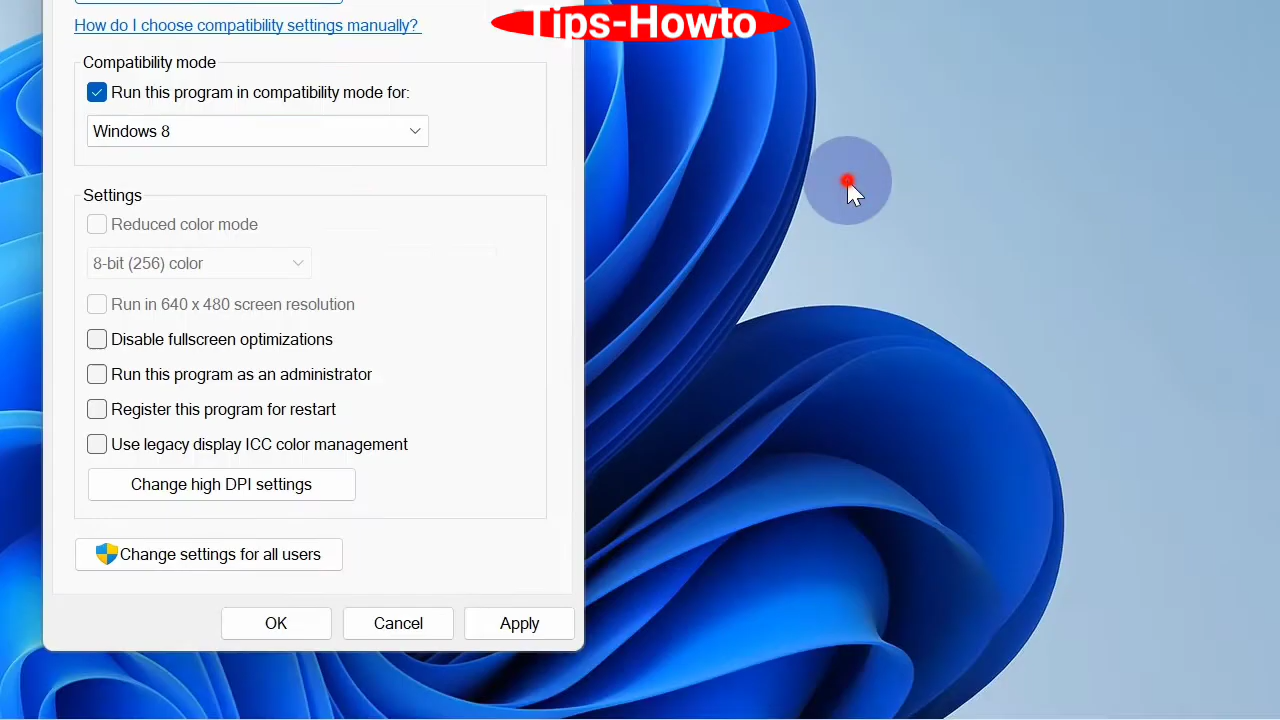 Tips-Howto
How do I choose compatibility settings manually?
Compatibility mode
Run this program in compatibility mode for:
Windows 8
Settings
Reduced color mode
8-bit (256) color
Run in 640 x 480 screen resolution
Disable fullscreen optimizations
Run this program as an administrator
Register this program for restart
Use legacy display ICC color management
Change high DPI settings
Change settings for all users
OK
Cancel
Apply